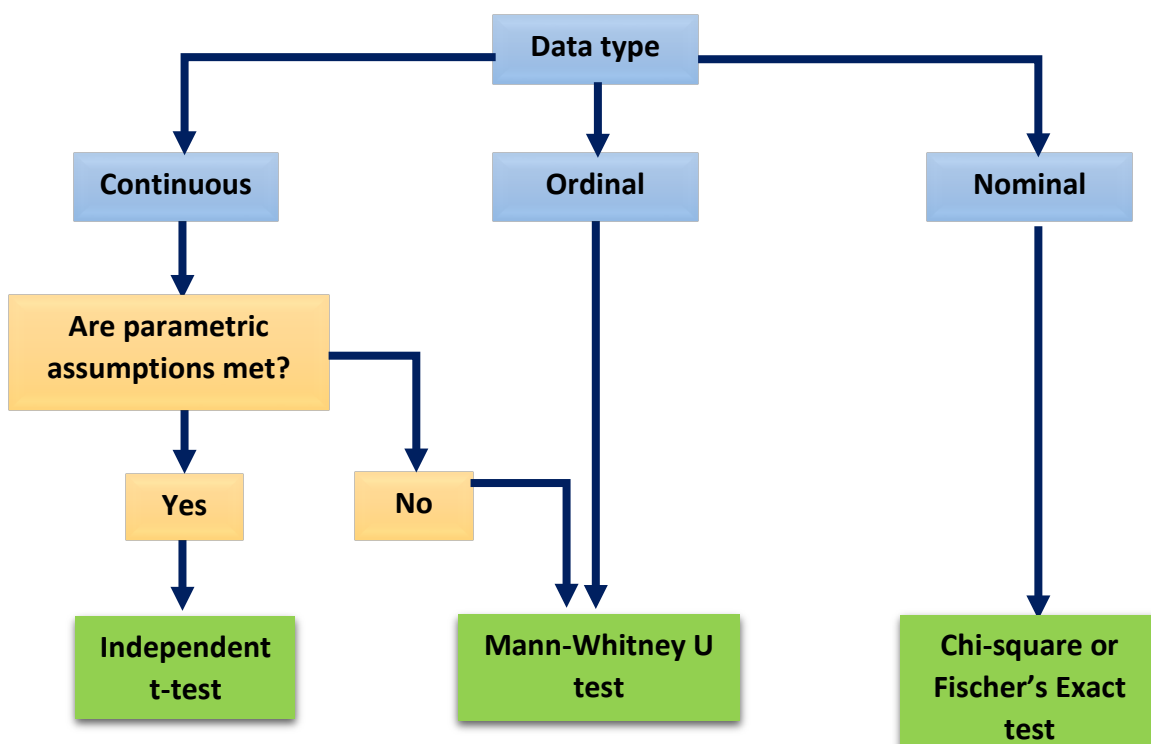 Data type
Continuous
Ordinal
Nominal
Are parametric
assumptions met?
Yes
No
Independent
t-test
Mann-Whitney U
test
Chi-square or
Fischer’s Exact
test